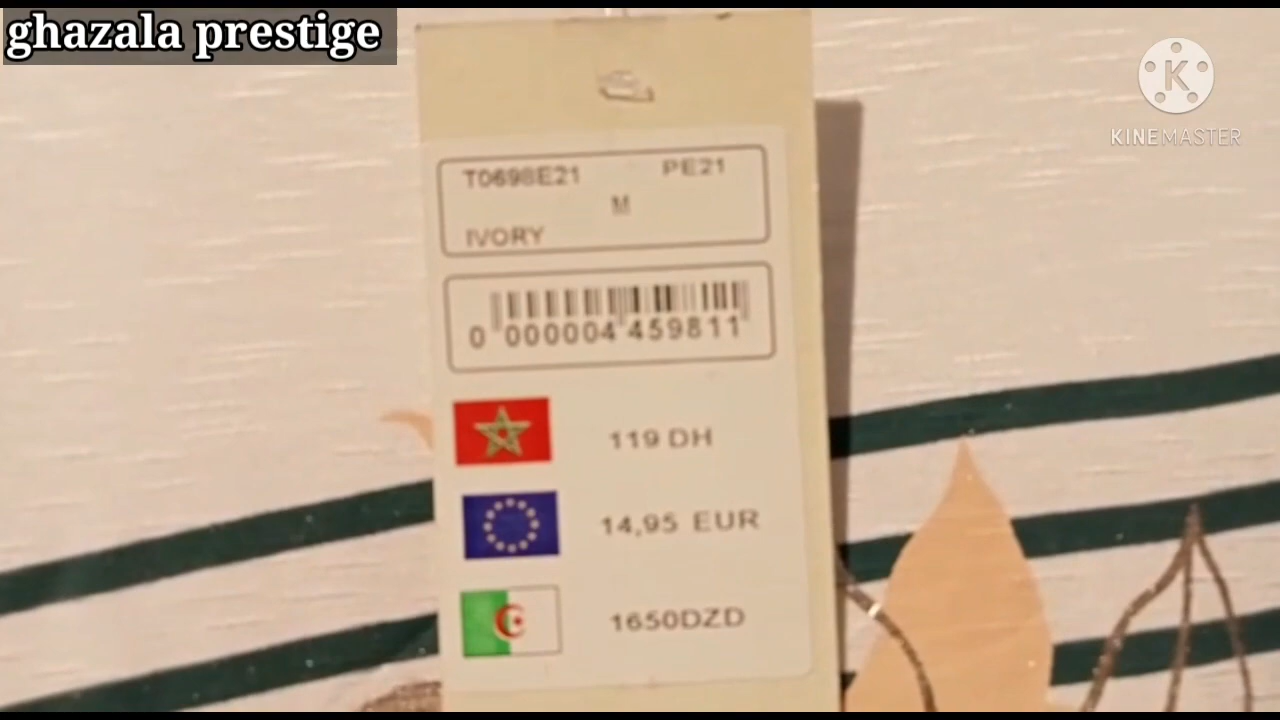 ghazala prestige
K
KINEMASTER
T0698E21 PE21
M
IVORY
0 000004 459811
119 DH
14,95 EUR
1650DZD